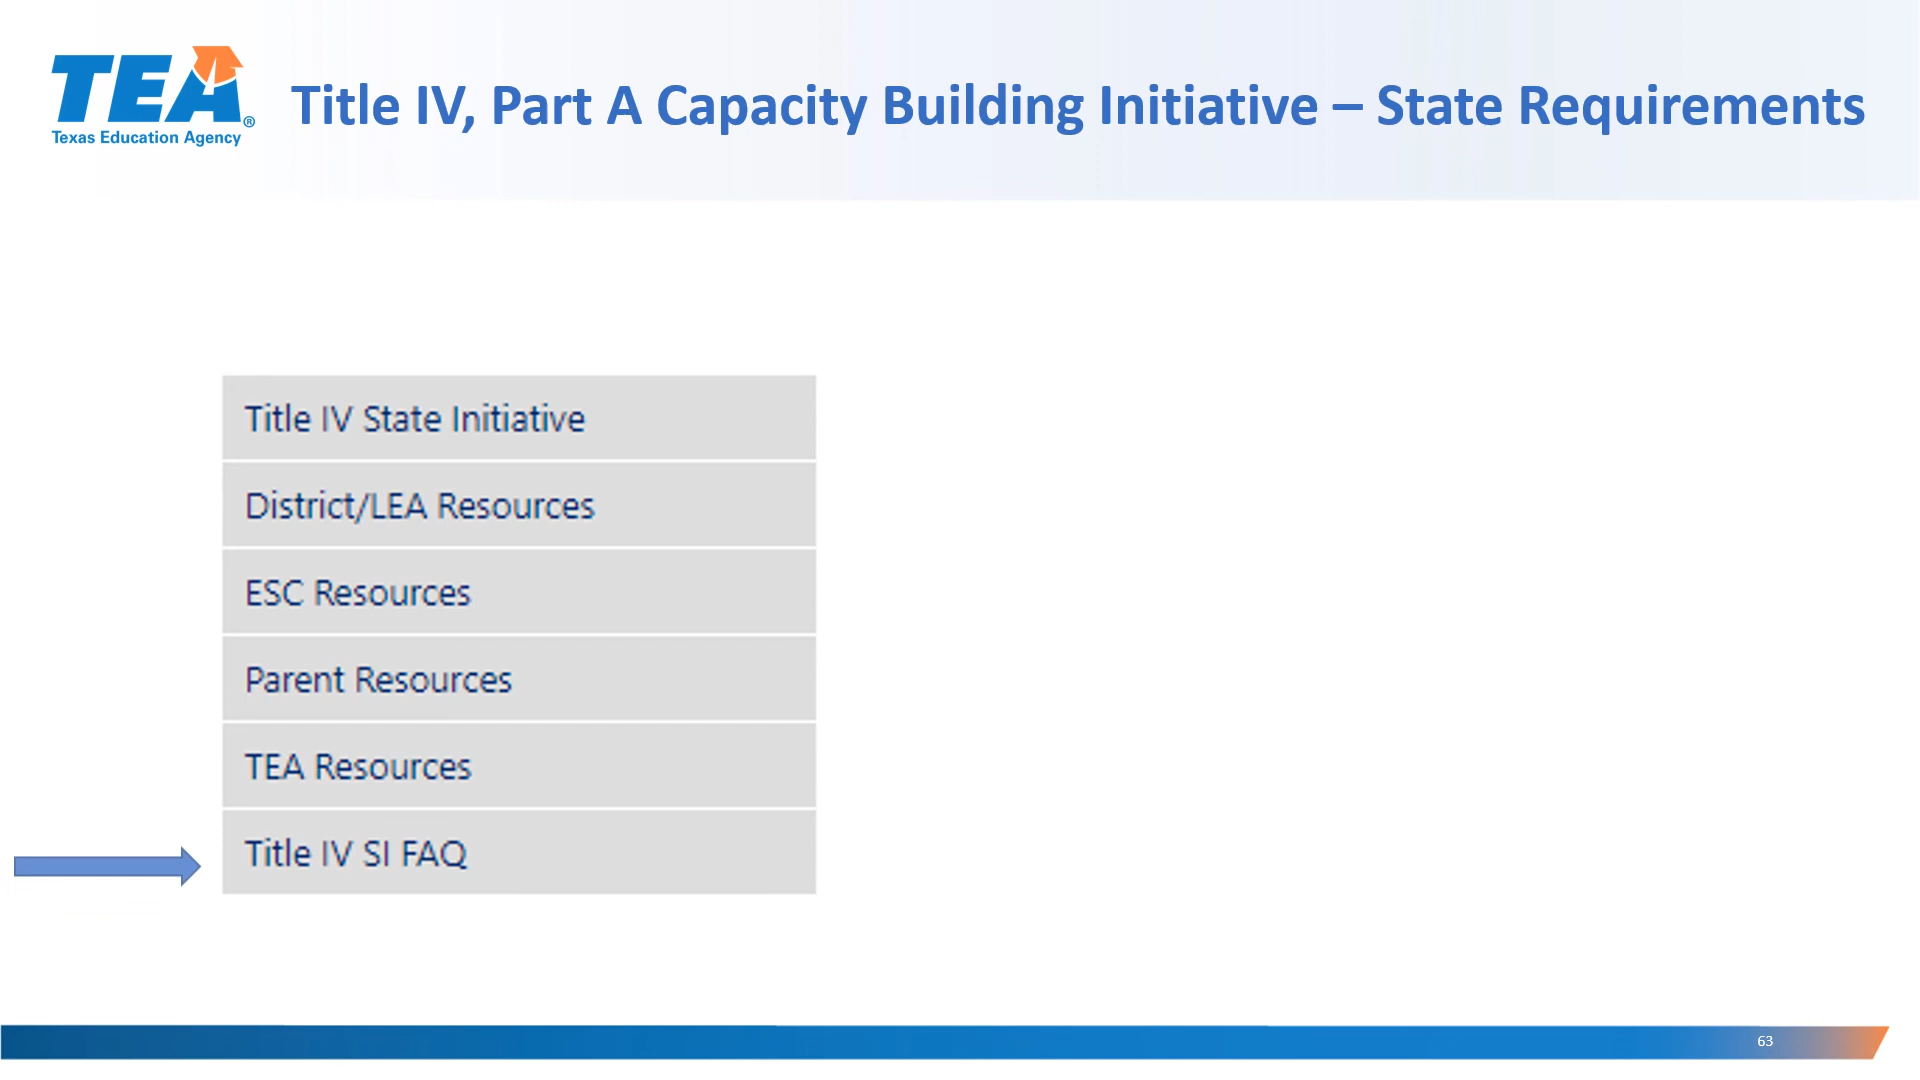 TEA®
Texas Education Agency
Title IV, Part A Capacity Building Initiative – State Requirements
Title IV State Initiative
District/LEA Resources
ESC Resources
Parent Resources
TEA Resources
Title IV SI FAQ
63